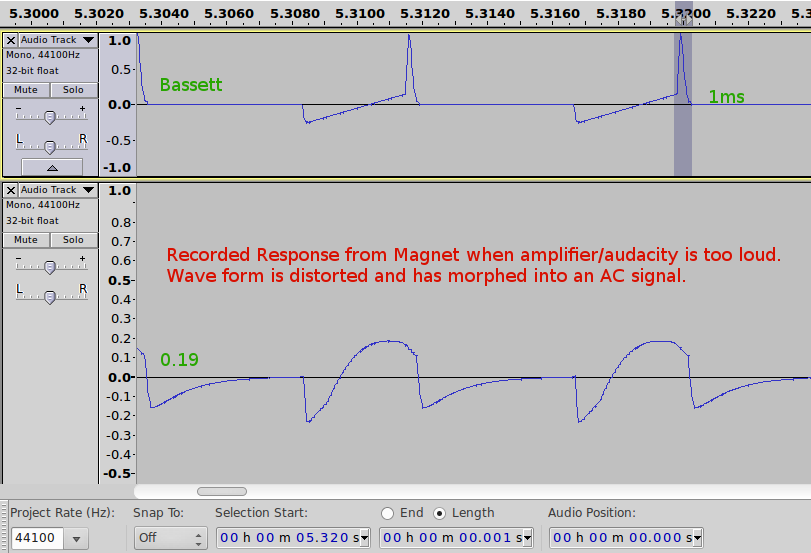 5.3000 5.3020 5.3040 5.3060 5.3080 5.3100 5.3120 5.3140 5.3160 5.3180 5.3200 5.3220
Audio Track
Mono, 44100Hz
32-bit float
Mute Solo
- +
L R
1.0
0.5-
0.0-
-0.5-
-1.0
Bassett
1ms
Audio Track
Mono, 44100Hz
32-bit float
Mute Solo
- +
L R
1.0
0.8-
0.7-
0.6-
0.5-
0.4-
0.3-
0.2-
0.1-
0.0-
-0.1-
-0.2-
-0.3-
-0.4-
-0.5-
Recorded Response from Magnet when amplifier/audacity is too loud.
Wave form is distorted and has morphed into an AC signal.
0.19
Project Rate (Hz): Snap To: Selection Start: End Length Audio Position:
44100 Off 00 h 00 m 05.320 s 00 h 00 m 00.001 s 00 h 00 m 00.000 s